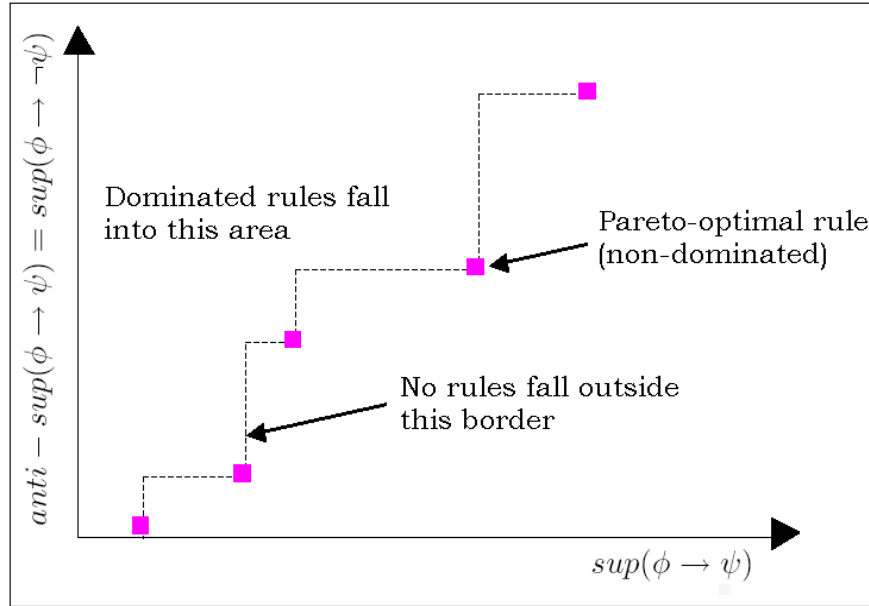 anti − sup(ϕ → ψ) = sup(ϕ → ¬ψ)
Dominated rules fall
into this area
Pareto-optimal rule
(non-dominated)
No rules fall outside
this border
sup(ϕ → ψ)